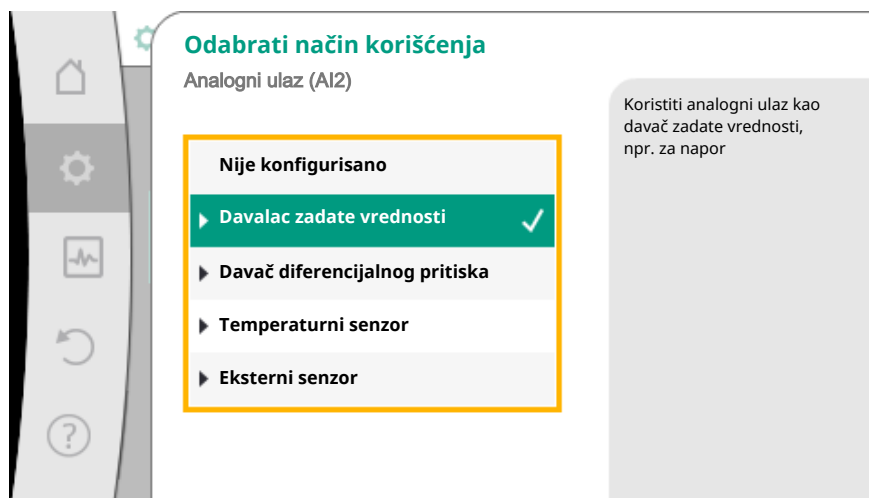 Odabrati način korišćenja
Analogni ulaz (AI2)
Nije konfigurisano
Davalac zadate vrednosti
Davač diferencijalnog pritiska
Temperaturni senzor
Eksterni senzor
Koristiti analogni ulaz kao
davač zadate vrednosti,
npr. za napor
?